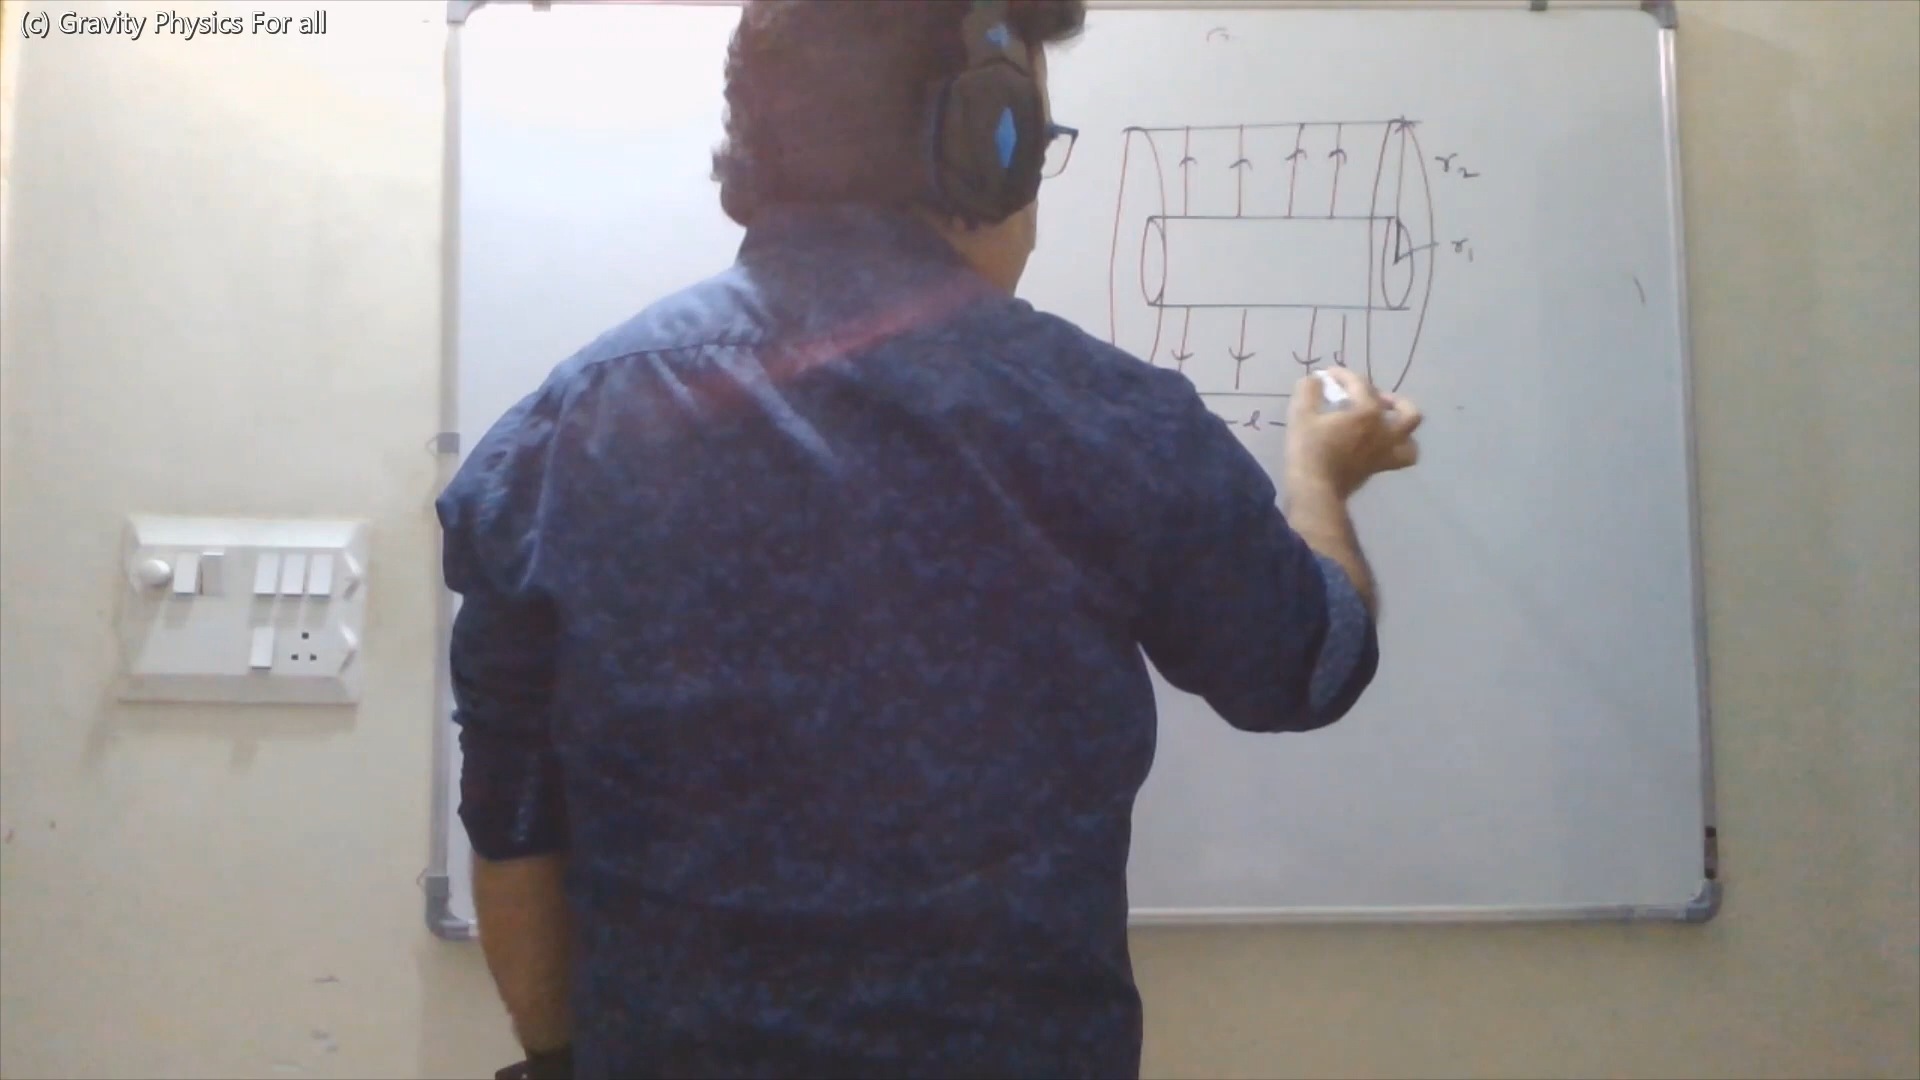 (c) Gravity Physics For all
r₂
r₁
l